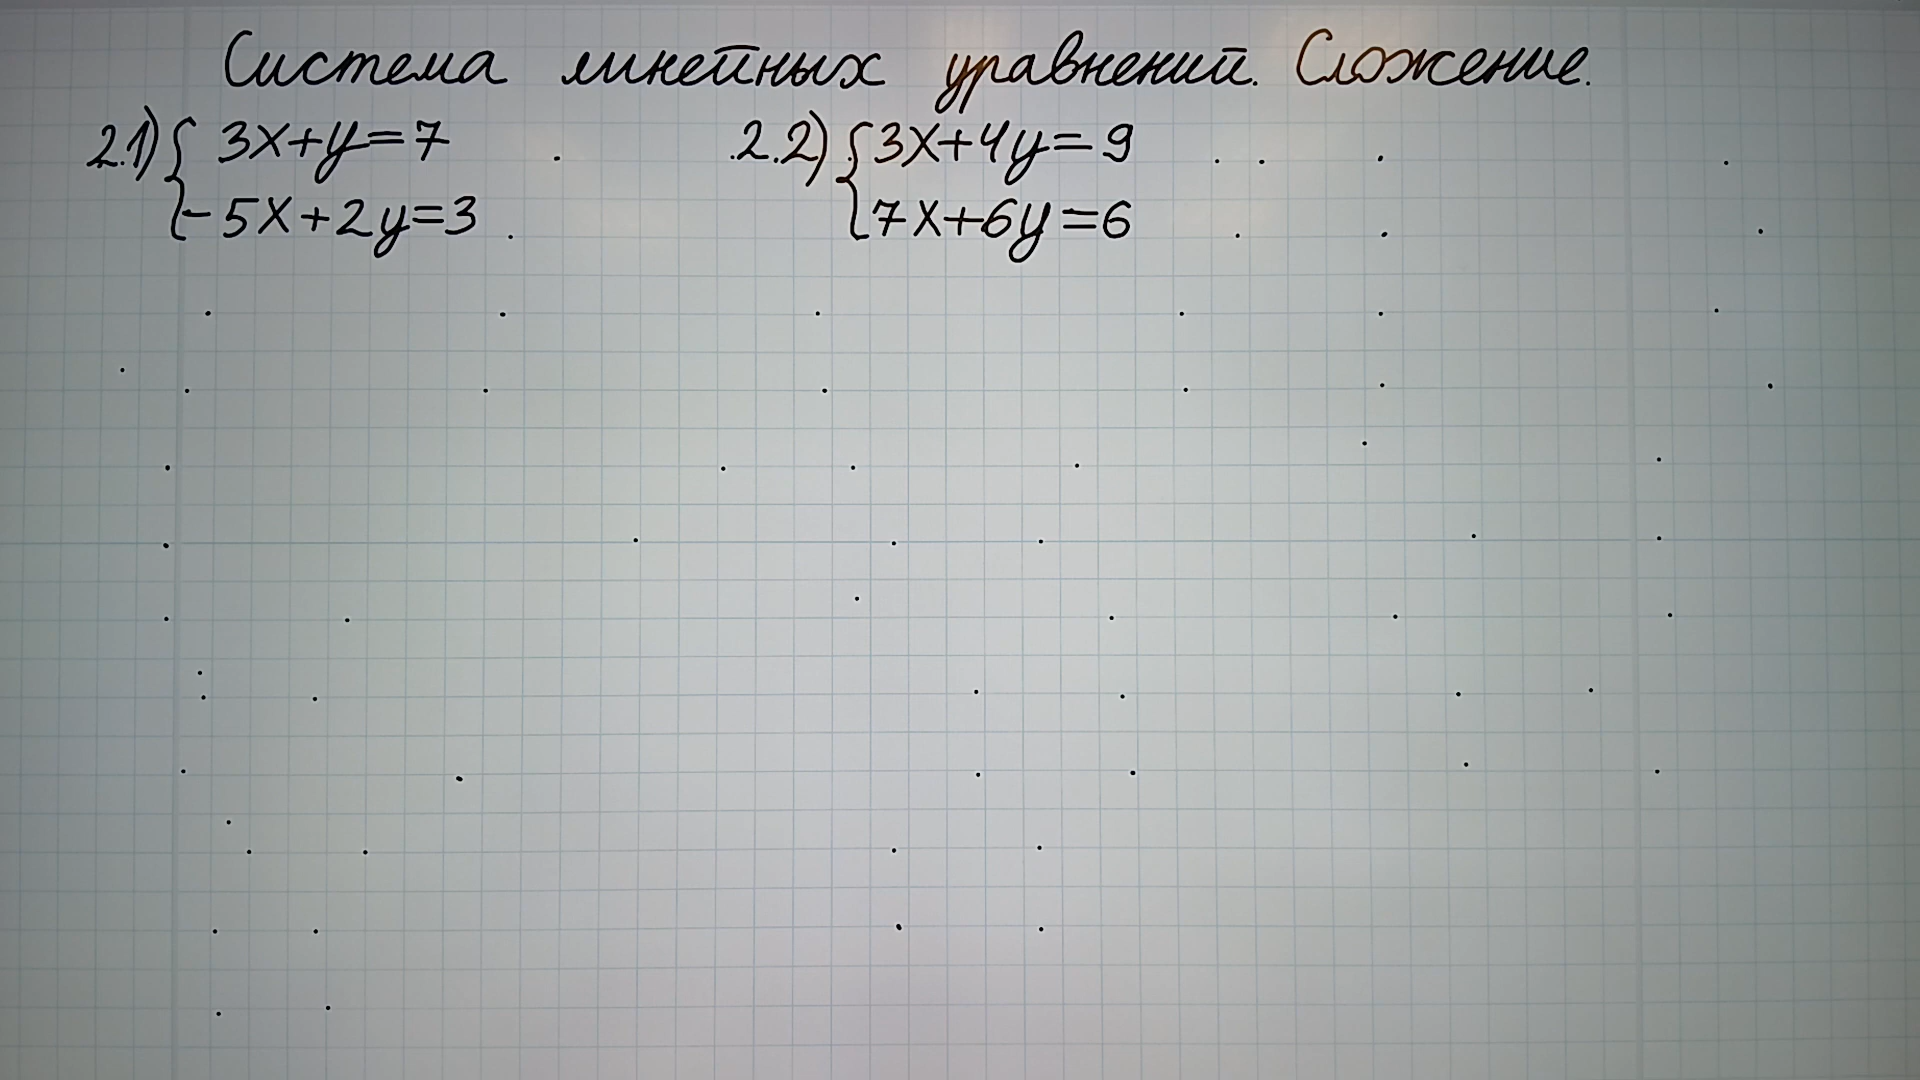 Система линейных уравнений. Сложение.
2.1) { 3x+y=7
-5x+2y=3
2.2) { 3x+4y=9
7x+6y=6